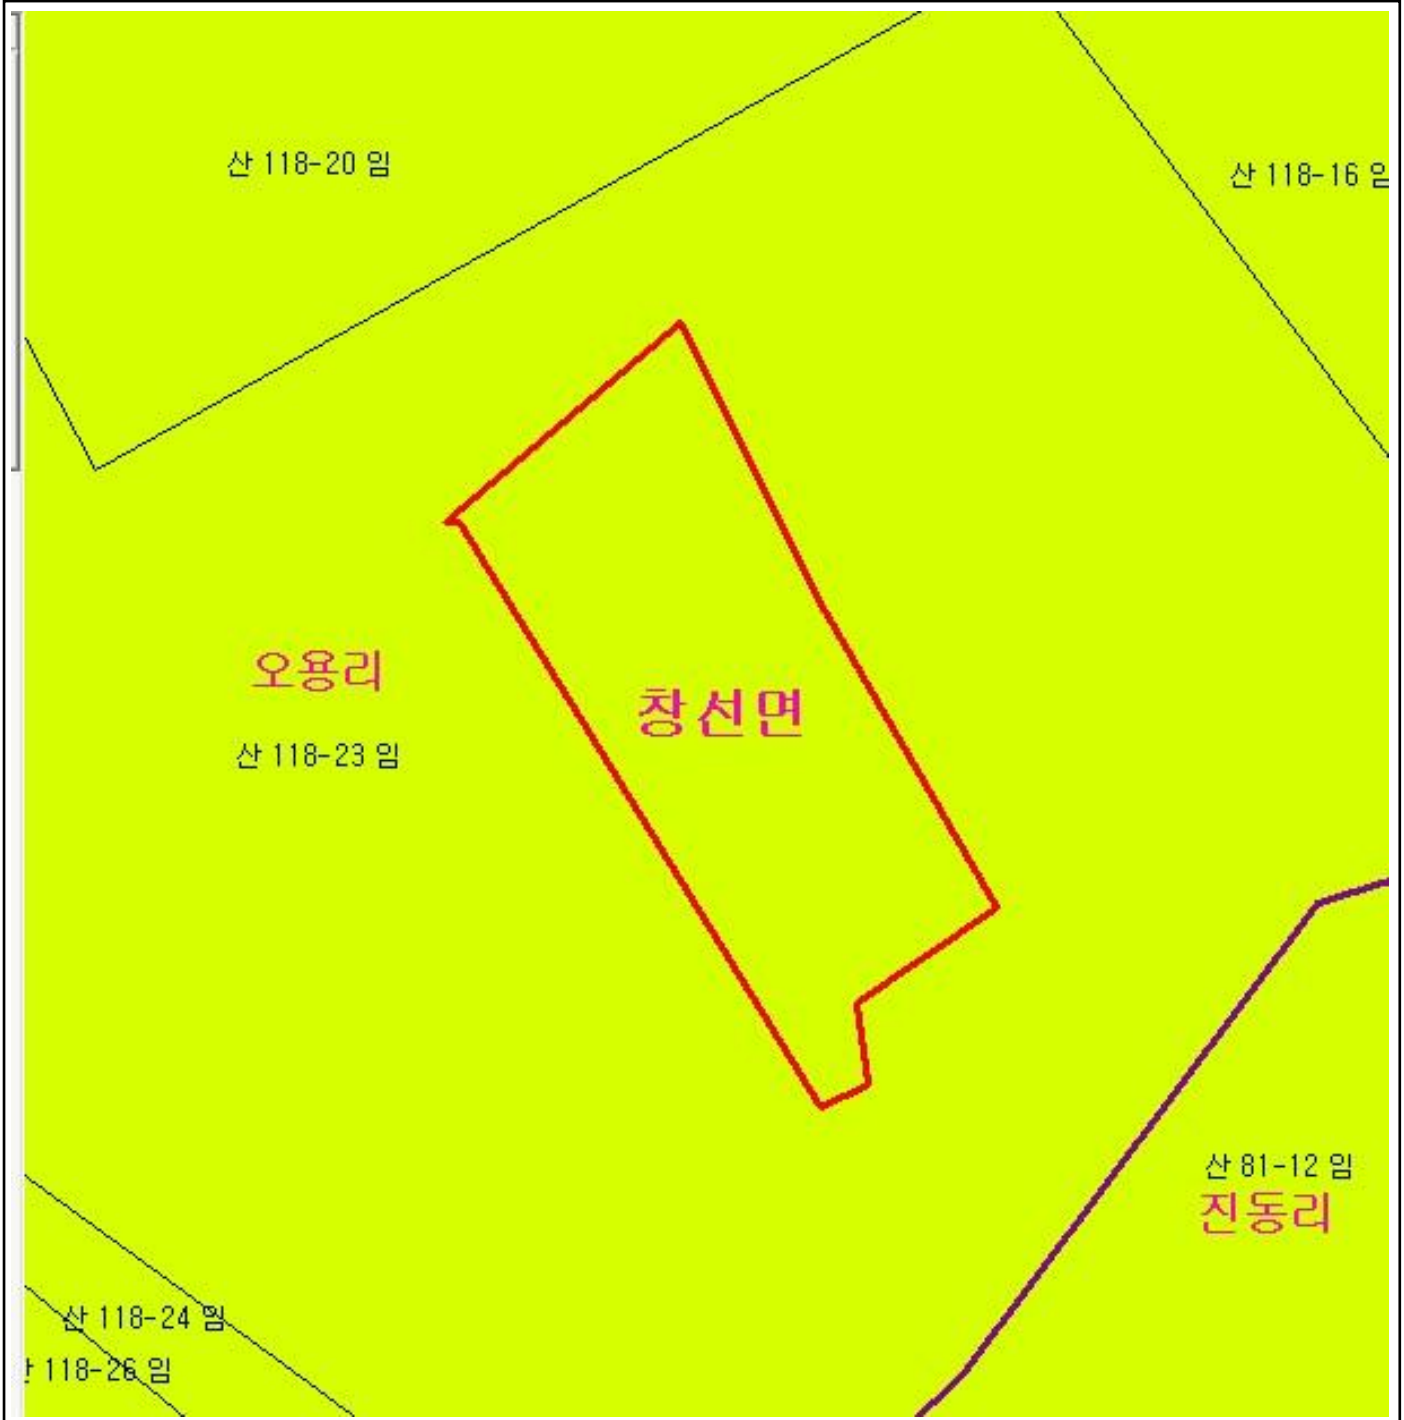 산 118-20 임
산 118-16 임
오용리
창선면
산 118-23 임
산 81-12 임
진동리
산 118-24 임
산 118-26 임